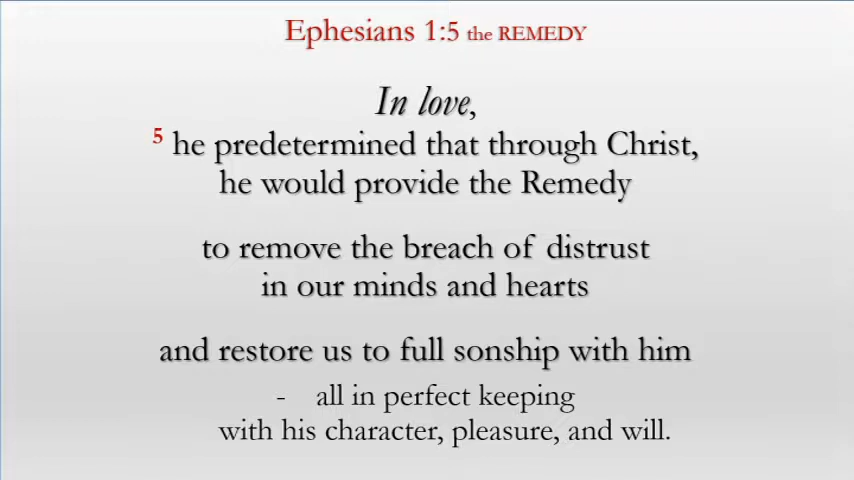 Ephesians 1:5 the REMEDY
In love,
5 he predetermined that through Christ,
he would provide the Remedy
to remove the breach of distrust
in our minds and hearts
and restore us to full sonship with him
- all in perfect keeping
with his character, pleasure, and will.